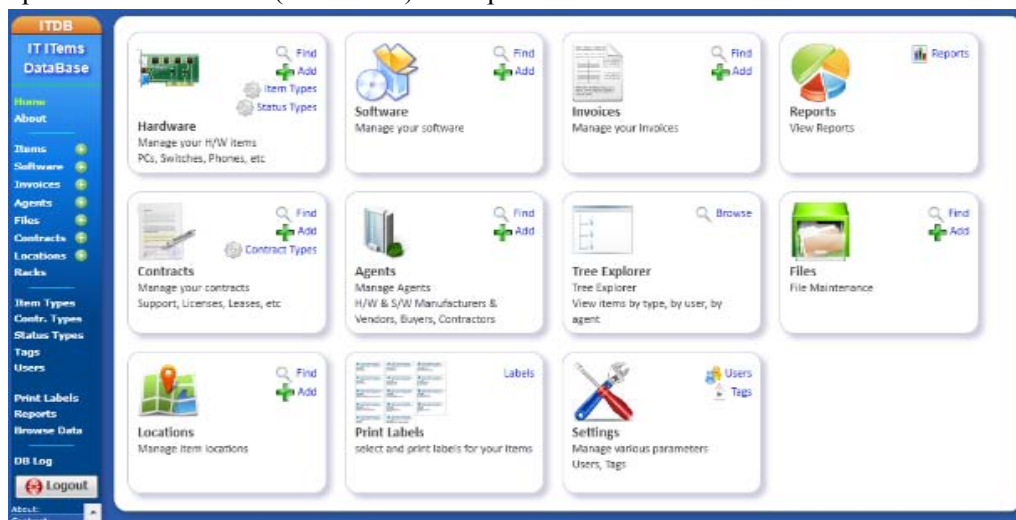 ITDB
IT ITems
DataBase
Home
About
Items
Software
Invoices
Agents
Files
Contracts
Locations
Racks
Item Types
Contr. Types
Status Types
Tags
Users
Print Labels
Reports
Browse Data
DB Log
Logout
About:
Find
Add
Item Types
Status Types
Hardware
Manage your H/W items
PCs, Switches, Phones, etc
Find
Add
Software
Manage your software
Find
Add
Invoices
Manage your Invoices
Reports
Reports
View Reports
Find
Add
Contract Types
Contracts
Manage your contracts
Support, Licenses, Leases, etc
Find
Add
Agents
Manage Agents
H/W & S/W Manufacturers &
Vendors, Buyers, Contractors
Browse
Tree Explorer
Tree Explorer
View items by type, by user, by
agent
Find
Add
Files
File Maintenance
Find
Add
Locations
Manage item locations
Labels
Print Labels
select and print labels for your items
Users
Tags
Settings
Manage various parameters
Users, Tags